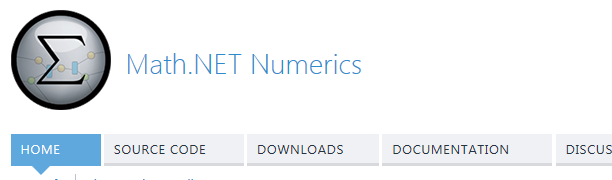 Math.NET Numerics
HOME SOURCE CODE DOWNLOADS DOCUMENTATION DISCUS